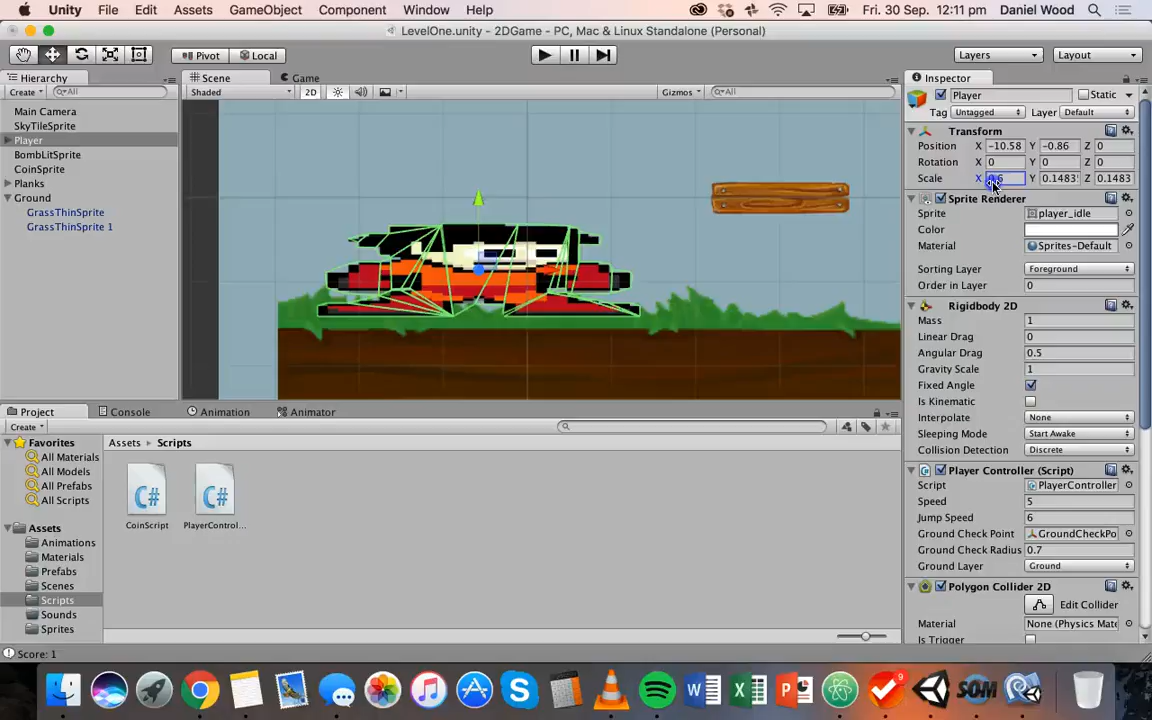 Unity File Edit Assets GameObject Component Window Help Fri. 30 Sep. 12:11 pm Daniel Wood
LevelOne.unity - 2DGame - PC, Mac & Linux Standalone (Personal)
Pivot Local Layers Layout
Hierarchy Scene Game Inspector
Create All Shaded 2D Gizmos All
Player Static
Tag Untagged Layer Default
Main Camera
SkyTileSprite
Player
BombLitSprite
CoinSprite
Planks
Ground
GrassThinSprite
GrassThinSprite 1
Transform
Position X -10.58 Y -0.86 Z 0
Rotation X 0 Y 0 Z 0
Scale X Y 0.1483 Z 0.1483
Sprite Renderer
Sprite player_idle
Color
Material Sprites-Default
Sorting Layer Foreground
Order in Layer 0
Rigidbody 2D
Mass 1
Linear Drag 0
Angular Drag 0.5
Gravity Scale 1
Fixed Angle
Is Kinematic
Interpolate None
Sleeping Mode Start Awake
Collision Detection Discrete
Player Controller (Script)
Script PlayerController
Speed 5
Jump Speed 6
Ground Check Point GroundCheckPo
Ground Check Radius 0.7
Ground Layer Ground
Polygon Collider 2D
Edit Collider
Material None (Physics Mate
Is Trigger
Project Console Animation Animator
Create
Favorites
All Materials
All Models
All Prefabs
All Scripts
Assets
Animations
Materials
Prefabs
Scenes
Scripts
Sounds
Sprites
Assets Scripts
C# C#
CoinScript PlayerControl...
Score: 1
9
SOM